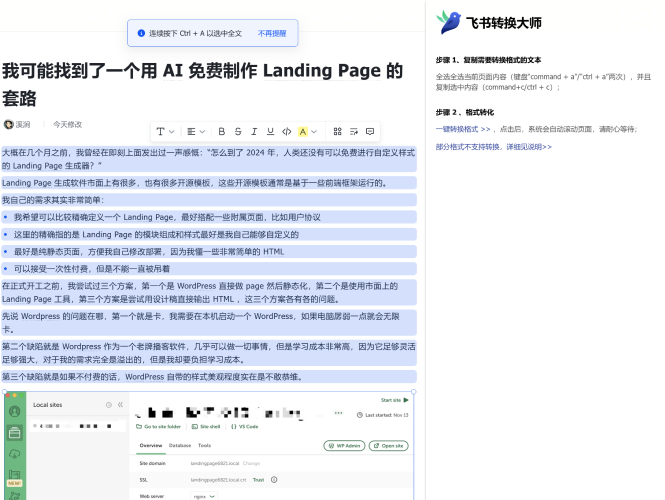 连续按下 Ctrl + A 以选中全文 不再提醒
我可能找到了一个用 AI 免费制作 Landing Page 的
套路
溪涧 今天修改
大概在几个月之前，我曾经在即刻上面发出过一声感慨：“怎么到了 2024 年，人类还没有可以免费进行自定义样式
的 Landing Page 生成器？”
Landing Page 生成软件市面上有很多，也有很多开源模板，这些开源模板通常是基于一些前端框架运行的。
我自己的需求其实非常简单：
• 我希望可以比较精确定义一个 Landing Page，最好搭配一些附属页面，比如用户协议
• 这里的精确指的是 Landing Page 的模块组成和样式最好是我自己能够自定义的
• 最好是纯静态页面，方便我自己修改部署，因为我懂一些非常简单的 HTML
• 可以接受一次性付费，但是不能一直被吊着
在正式开工之前，我尝试过三个方案，第一个是 WordPress 直接做 page 然后静态化，第二个是使用市面上的
Landing Page 工具，第三个方案是尝试用设计稿直接输出 HTML ，这三个方案各有各的问题。
先说 Wordpress 的问题在哪，第一个就是卡，我需要在本机启动一个 WordPress，如果电脑孱弱一点就会无限
卡。
第二个缺陷就是 WordPress 作为一个老牌播客软件，几乎可以做一切事情，但是学习成本非常高，因为它足够灵活
足够强大，对于我的需求完全是溢出的，但是我却要负担学习成本。
第三个缺陷就是如果不付费的话，WordPress 自带的样式美观程度实在是不敢恭维。
Local sites
NEW!
Start site
Last started: Nov 13
Go to site folder Site shell VS Code
Overview Database Tools WP Admin Open site
Site domain landingpage6821.local Change
SSL landingpage6821.local.crt Trust
Web server nginx
飞书转换大师
步骤 1、复制需要转换格式的文本
全选全选当前页面内容（键盘"command + a"/"ctrl + a"两次），并且
复制选中内容（command+c/ctrl + c）；
步骤 2 、格式转化
一键转换格式 >> ，点击后，系统会自动滚动页面，请耐心等待；
部分格式不支持转换，详细见说明>>